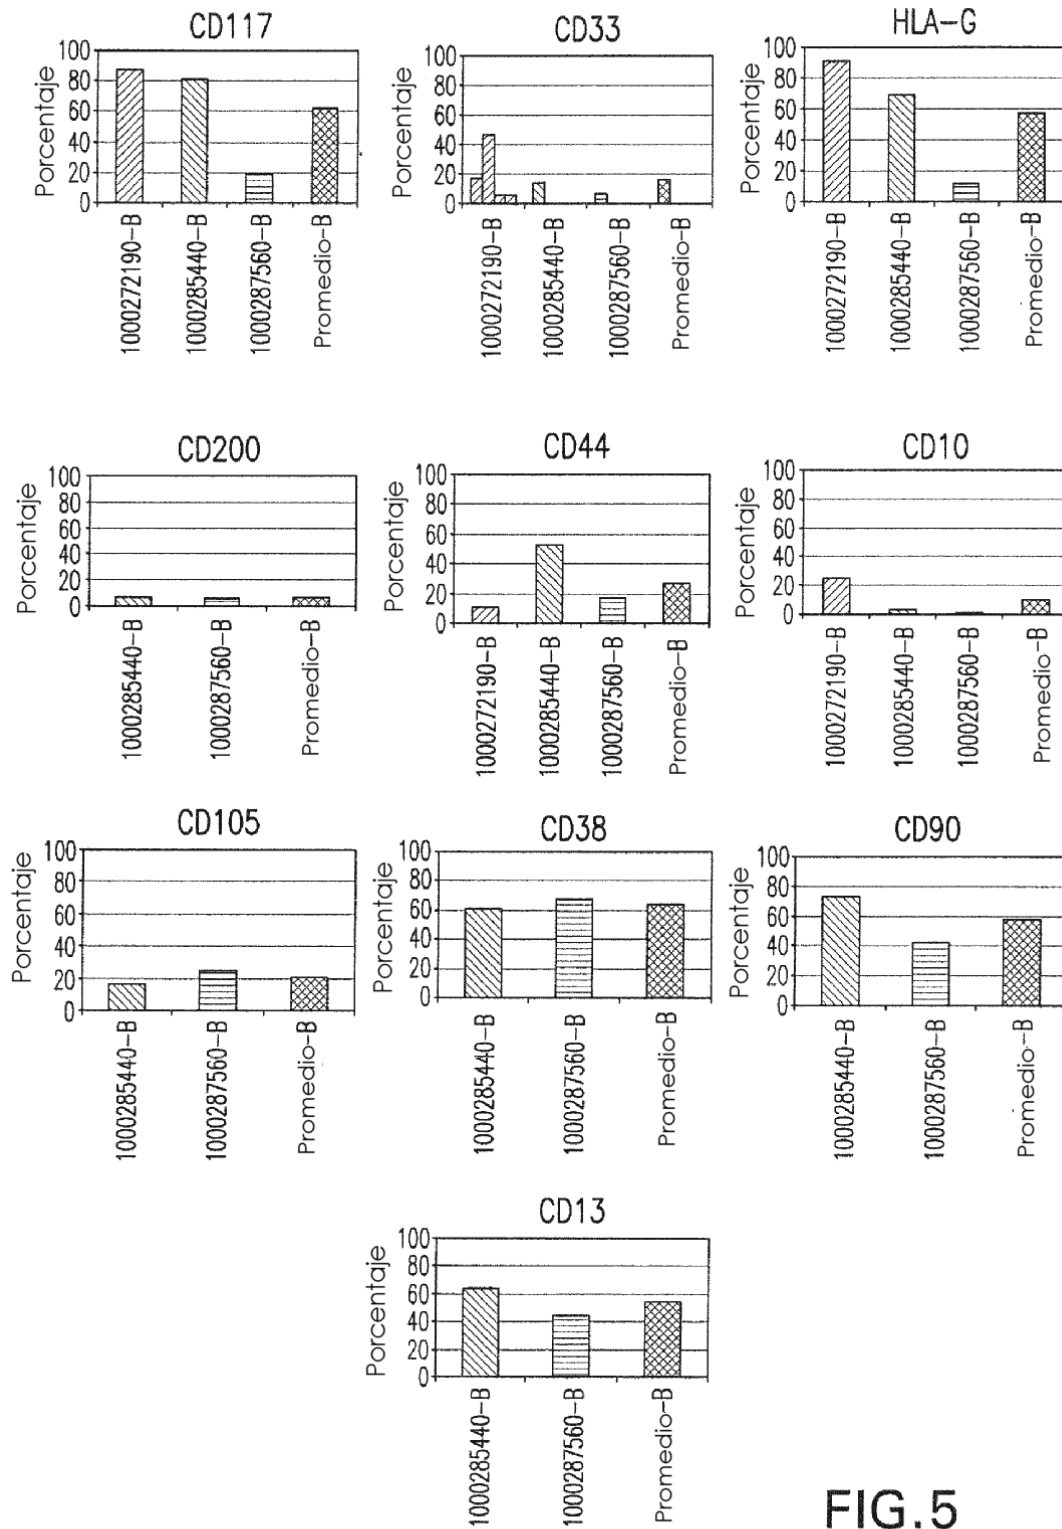 CD117
Porcentaje
100
80
60
40
20
0
1000272190-B
1000285440-B
1000287560-B
Promedio-B
CD33
Porcentaje
100
80
60
40
20
0
1000272190-B
1000285440-B
1000287560-B
Promedio-B
HLA-G
Porcentaje
100
80
60
40
20
0
1000272190-B
1000285440-B
1000287560-B
Promedio-B
CD200
Porcentaje
100
80
60
40
20
0
1000285440-B
1000287560-B
Promedio-B
CD44
Porcentaje
100
80
60
40
20
0
1000272190-B
1000285440-B
1000287560-B
Promedio-B
CD10
Porcentaje
100
80
60
40
20
0
1000272190-B
1000285440-B
1000287560-B
Promedio-B
CD105
Porcentaje
100
80
60
40
20
0
1000285440-B
1000287560-B
Promedio-B
CD38
Porcentaje
100
80
60
40
20
0
1000285440-B
1000287560-B
Promedio-B
CD90
Porcentaje
100
80
60
40
20
0
1000285440-B
1000287560-B
Promedio-B
CD13
Porcentaje
100
80
60
40
20
0
1000285440-B
1000287560-B
Promedio-B
FIG.5